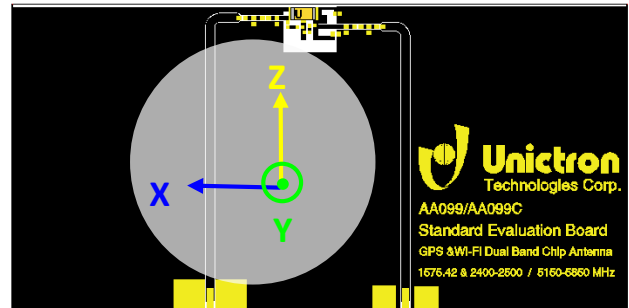 Z
X
Y
Unictron
Technologies Corp.
AA099/AA099C
Standard Evaluation Board
GPS &WI-FI Dual Band Chip Antenna
1575.42 & 2400-2500 / 5150-5850 MHz